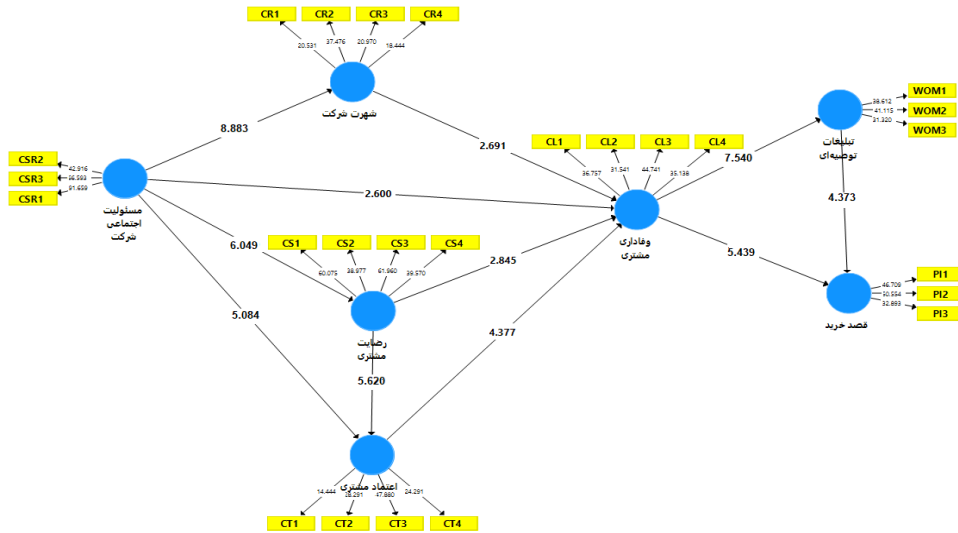 CR1
CR2
CR3
CR4
20.531
37.476
20.970
18.444
شهرت شرکت
8.883
2.691
CSR2
CSR3
CSR1
42.916
56.593
91.659
مسئولیت
اجتماعی
شرکت
2.600
CL1
CL2
CL3
CL4
36.757
31.541
44.741
35.138
وفاداری
مشتری
7.540
WOM1
WOM2
WOM3
38.612
41.115
31.320
تبلیغات
توصیه‌ای
4.373
6.049
CS1
CS2
CS3
CS4
60.075
38.977
61.960
39.570
رضایت
مشتری
2.845
5.439
PI1
PI2
PI3
46.708
32.893
قصد خرید
5.084
4.377
5.620
اعتماد مشتری
14.444
47.880
24.291
CT1
CT2
CT3
CT4